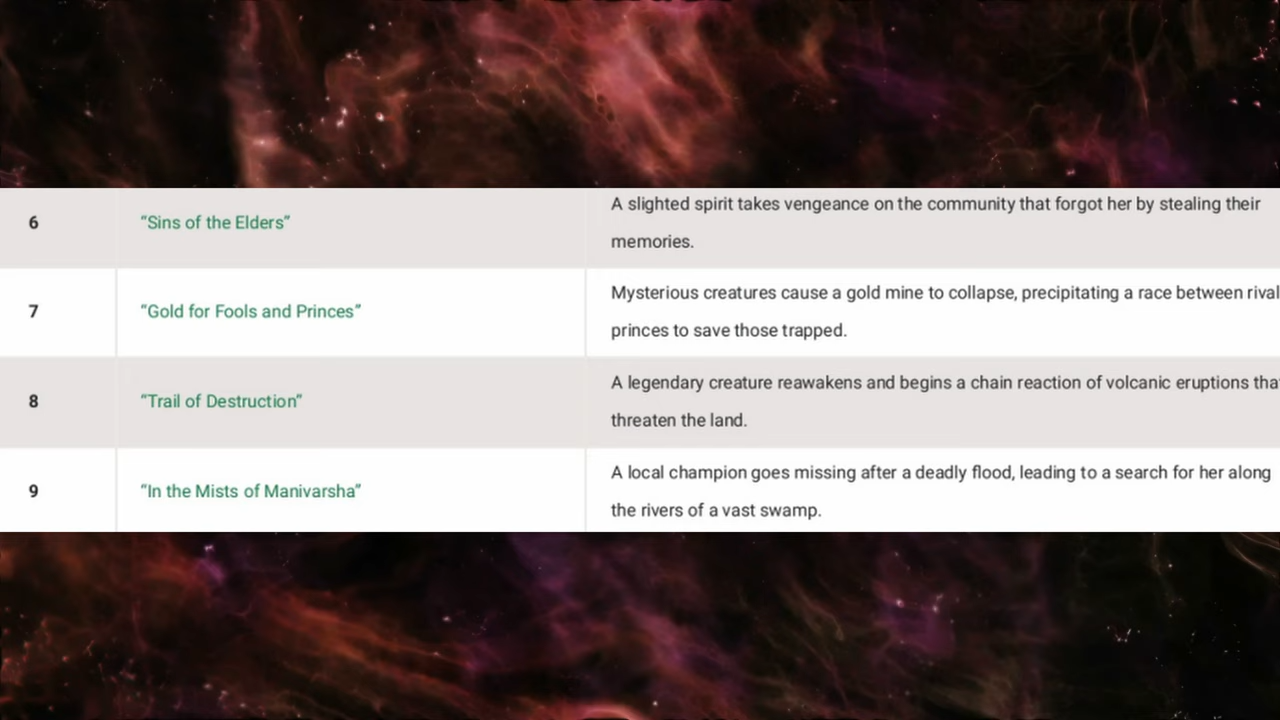 A slighted spirit takes vengeance on the community that forgot her by stealing their
6 “Sins of the Elders”
memories.
Mysterious creatures cause a gold mine to collapse, precipitating a race between rival
7 “Gold for Fools and Princes”
princes to save those trapped.
A legendary creature reawakens and begins a chain reaction of volcanic eruptions that
8 “Trail of Destruction”
threaten the land.
A local champion goes missing after a deadly flood, leading to a search for her along
9 “In the Mists of Manivarsha”
the rivers of a vast swamp.